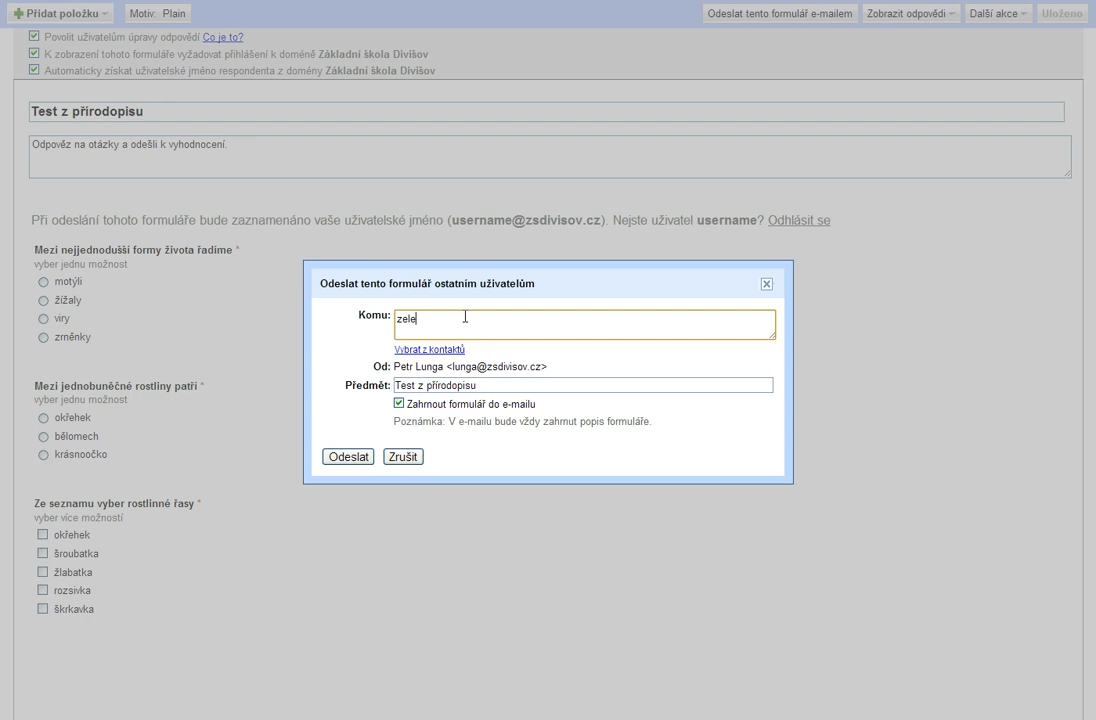 Přidat položku Motiv: Plain Odeslat tento formulář e-mailem Zobrazit odpovědi Další akce Uloženo
Povolit uživatelům úpravy odpovědí Co je to?
K zobrazení tohoto formuláře vyžadovat přihlášení k doméně Základní škola Divišov
Automaticky získat uživatelské jméno respondenta z domény Základní škola Divišov
Test z přírodopisu
Odpověz na otázky a odešli k vyhodnocení.
Při odeslání tohoto formuláře bude zaznamenáno vaše uživatelské jméno (username@zsdivisov.cz). Nejste uživatel username? Odhlásit se
Mezi nejjednodušší formy života řadíme *
vyber jednu možnost
motýli
žížaly
viry
změnky
Mezi jednobuněčné rostliny patří *
vyber jednu možnost
okřehek
bělomech
krásnoočko
Ze seznamu vyber rostlinné řasy *
vyber více možností
okřehek
šroubatka
žlabatka
rozsivka
škrkavka
Odeslat tento formulář ostatním uživatelům
Komu: zele
Vybrat z kontaktů
Od: Petr Lunga <lunga@zsdivisov.cz>
Předmět: Test z přírodopisu
Zahrnout formulář do e-mailu
Poznámka: V e-mailu bude vždy zahrnut popis formuláře.
Odeslat Zrušit